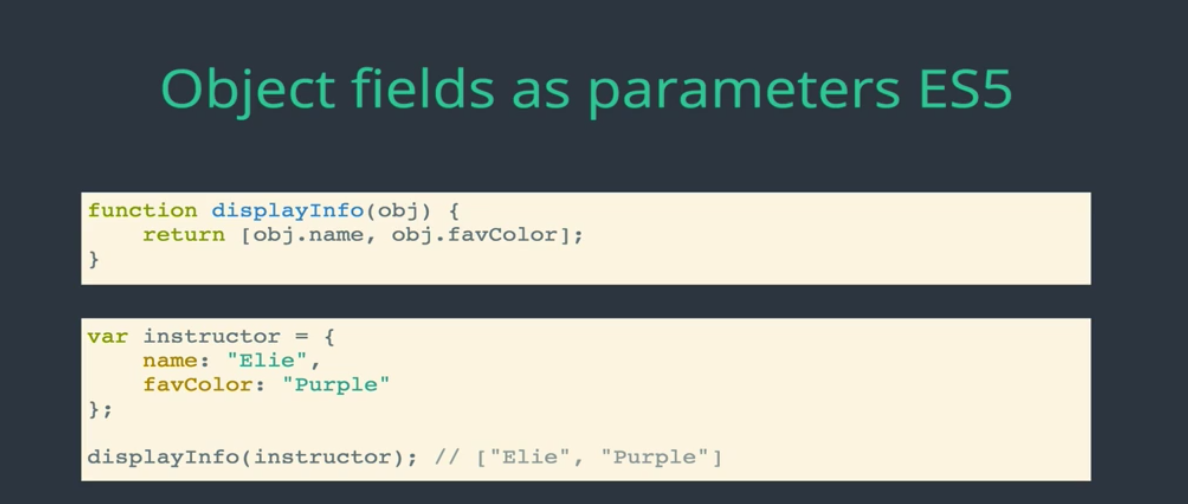 Object fields as parameters ES5
function displayInfo(obj) {
    return [obj.name, obj.favColor];
}
var instructor = {
    name: "Elie",
    favColor: "Purple"
};
displayInfo(instructor); // ["Elie", "Purple"]